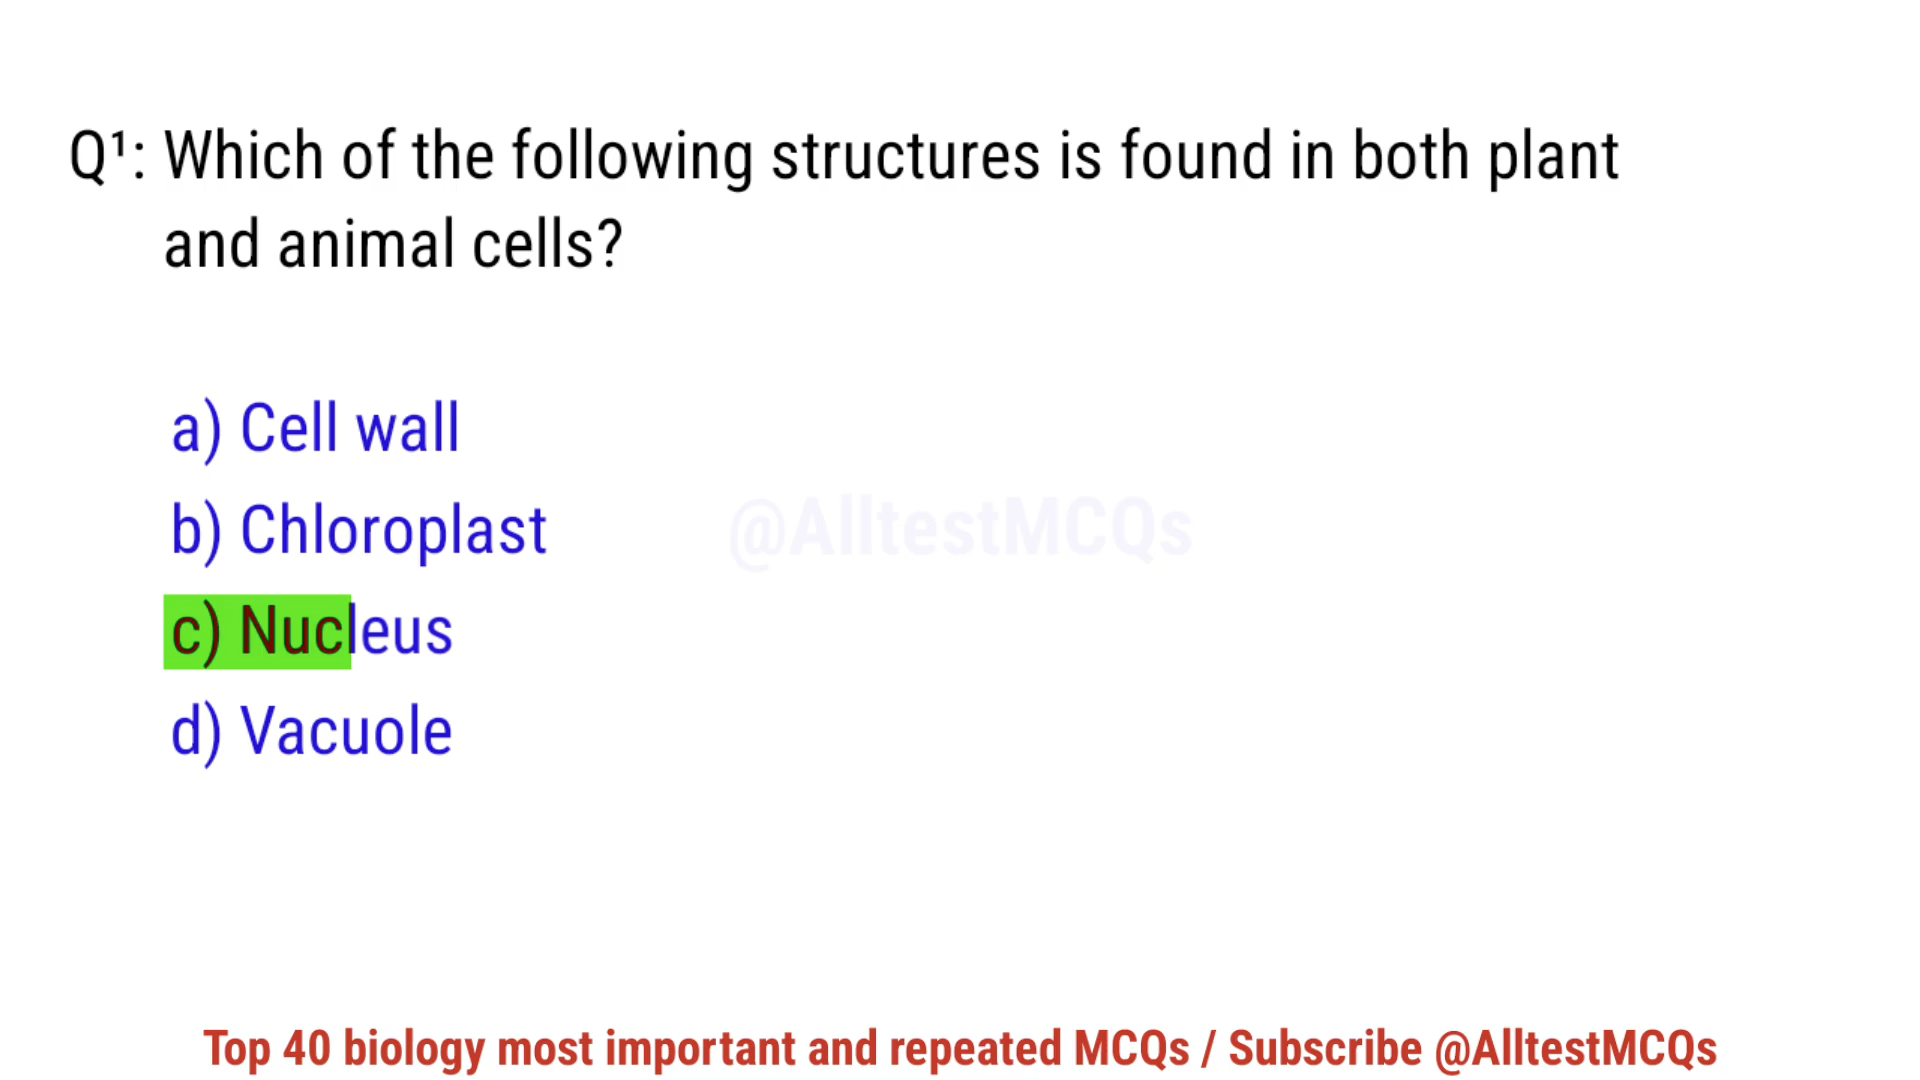 Q¹: Which of the following structures is found in both plant
and animal cells?
a) Cell wall
b) Chloroplast
@AlltestMCQs
c) Nucleus
d) Vacuole
Top 40 biology most important and repeated MCQs / Subscribe @AlltestMCQs